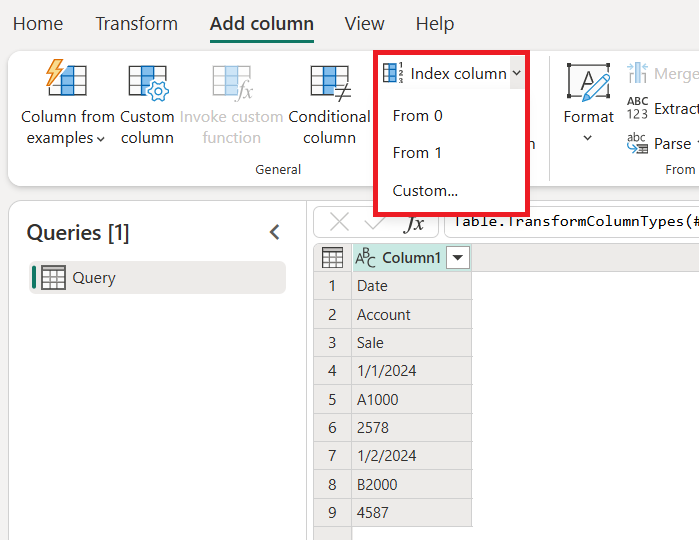 Home Transform Add column View Help
Column from examples
Custom column
Invoke custom function
Conditional column
General
Index column
From 0
From 1
Custom...
Format
Merge
ABC 123 Extract
abc Parse
From
Queries [1]
Query
fx Table.TransformColumnTypes(#
ABC Column1
1 Date
2 Account
3 Sale
4 1/1/2024
5 A1000
6 2578
7 1/2/2024
8 B2000
9 4587